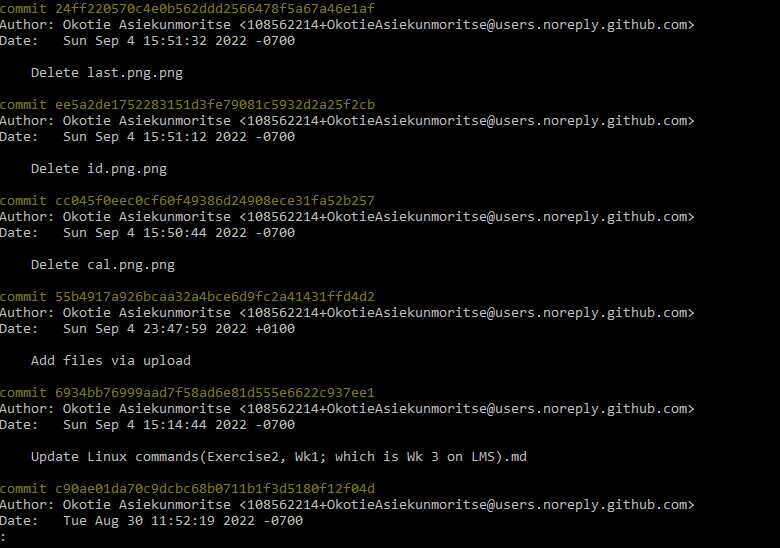 commit 24ff220570c4e0b562ddd2566478f5a67a46e1af
Author: Okotie Asiekunmoritse <108562214+OkotieAsiekunmoritse@users.noreply.github.com>
Date:   Sun Sep 4 15:51:32 2022 -0700
Delete last.png.png
commit ee5a2de1752283151d3fe79081c5932d2a25f2cb
Author: Okotie Asiekunmoritse <108562214+OkotieAsiekunmoritse@users.noreply.github.com>
Date:   Sun Sep 4 15:51:12 2022 -0700
Delete id.png.png
commit cc045f0eec0cf60f49386d24908ece31fa52b257
Author: Okotie Asiekunmoritse <108562214+OkotieAsiekunmoritse@users.noreply.github.com>
Date:   Sun Sep 4 15:50:44 2022 -0700
Delete cal.png.png
commit 55b4917a926bcaa32a4bce6d9fc2a41431ffd4d2
Author: Okotie Asiekunmoritse <108562214+OkotieAsiekunmoritse@users.noreply.github.com>
Date:   Sun Sep 4 23:47:59 2022 +0100
Add files via upload
commit 6934bb76999aad7f58ad6e81d555e6622c937ee1
Author: Okotie Asiekunmoritse <108562214+OkotieAsiekunmoritse@users.noreply.github.com>
Date:   Sun Sep 4 15:14:44 2022 -0700
Update Linux commands(Exercise2, Wk1; which is Wk 3 on LMS).md
commit c90ae01da70c9dcbc68b0711b1f3d5180f12f04d
Author: Okotie Asiekunmoritse <108562214+OkotieAsiekunmoritse@users.noreply.github.com>
Date:   Tue Aug 30 11:52:19 2022 -0700
: